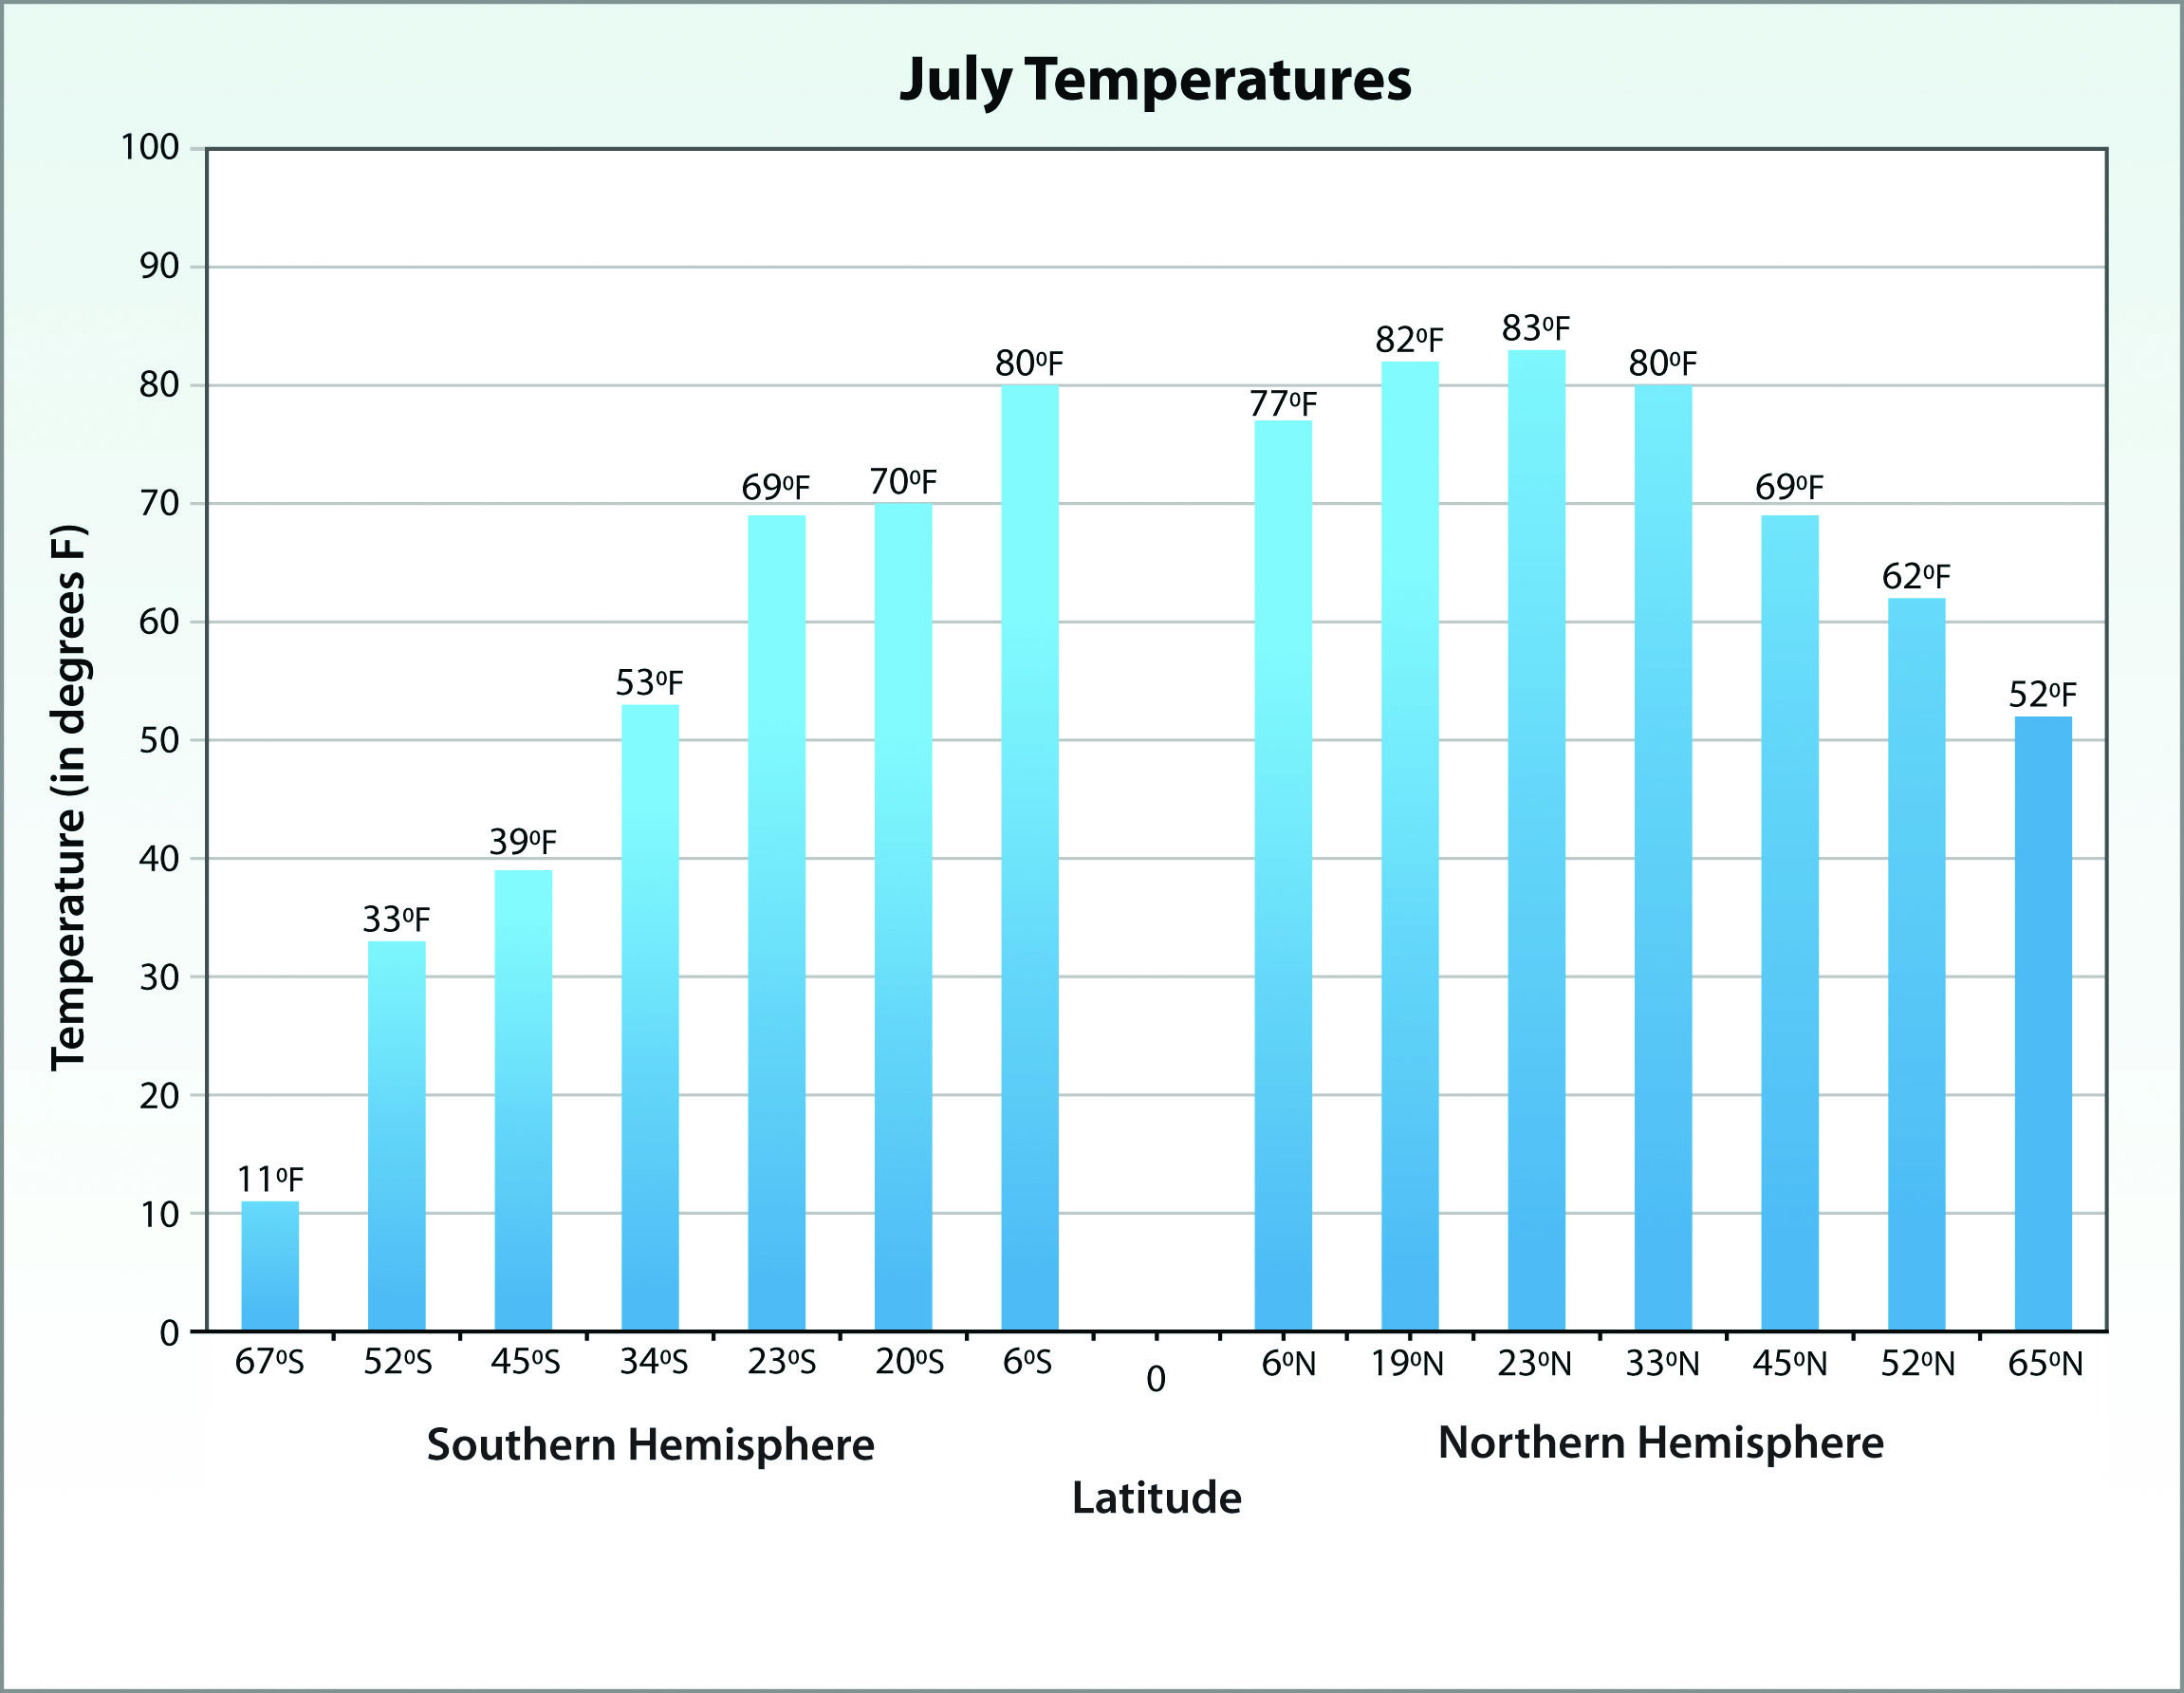 July Temperatures
Temperature (in degrees F)
100
90
80
70
60
50
40
30
20
10
0
11⁰F
33⁰F
39⁰F
53⁰F
69⁰F
70⁰F
80⁰F
77⁰F
82⁰F
83⁰F
80⁰F
69⁰F
62⁰F
52⁰F
67⁰S 52⁰S 45⁰S 34⁰S 23⁰S 20⁰S 6⁰S 0 6⁰N 19⁰N 23⁰N 33⁰N 45⁰N 52⁰N 65⁰N
Southern Hemisphere Northern Hemisphere
Latitude